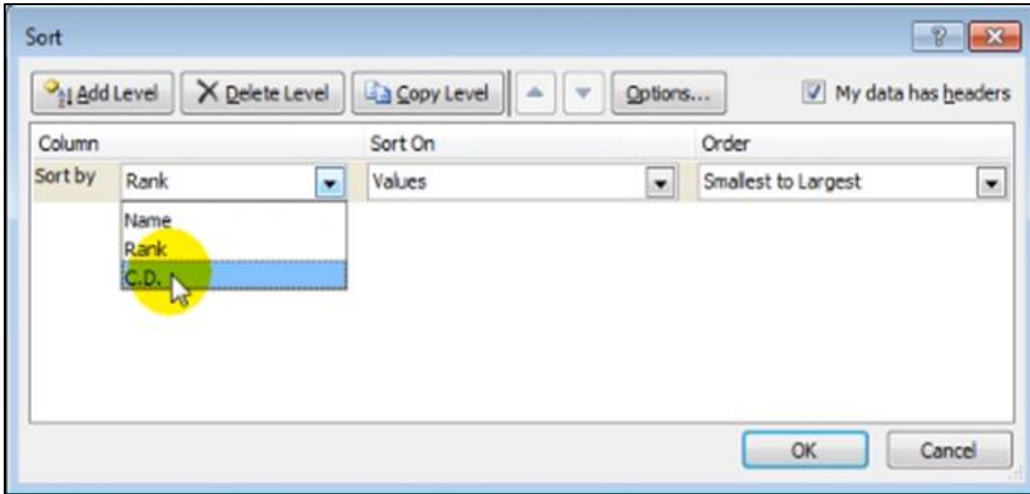 Sort
Add Level Delete Level Copy Level Options... My data has headers
Column Sort On Order
Sort by Rank Values Smallest to Largest
Name
Rank
C.D.
OK Cancel